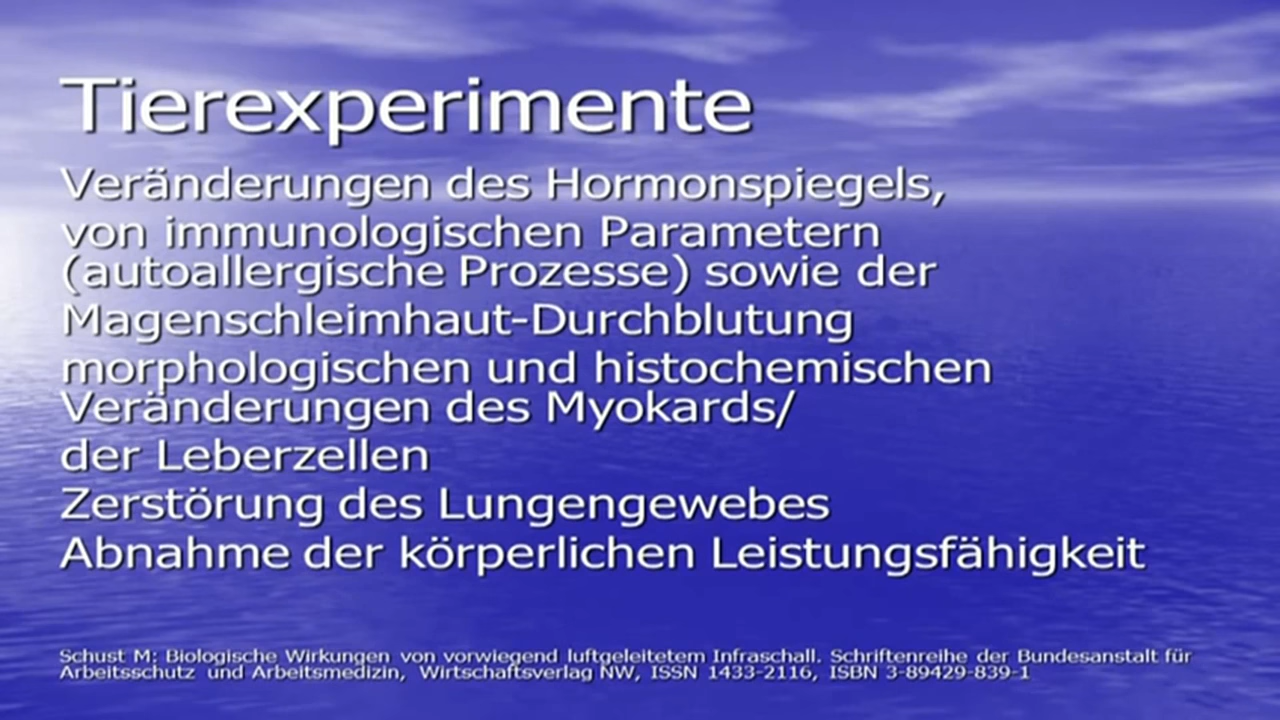 Tierexperimente
Veränderungen des Hormonspiegels,
von immunologischen Parametern
(autoallergische Prozesse) sowie der
Magenschleimhaut-Durchblutung
morphologischen und histochemischen
Veränderungen des Myokards/
der Leberzellen
Zerstörung des Lungengewebes
Abnahme der körperlichen Leistungsfähigkeit
Schust M: Biologische Wirkungen von vorwiegend luftgeleitetem Infraschall. Schriftenreihe der Bundesanstalt für
Arbeitsschutz und Arbeitsmedizin, Wirtschaftsverlag NW, ISSN 1433-2116, ISBN 3-89429-839-1